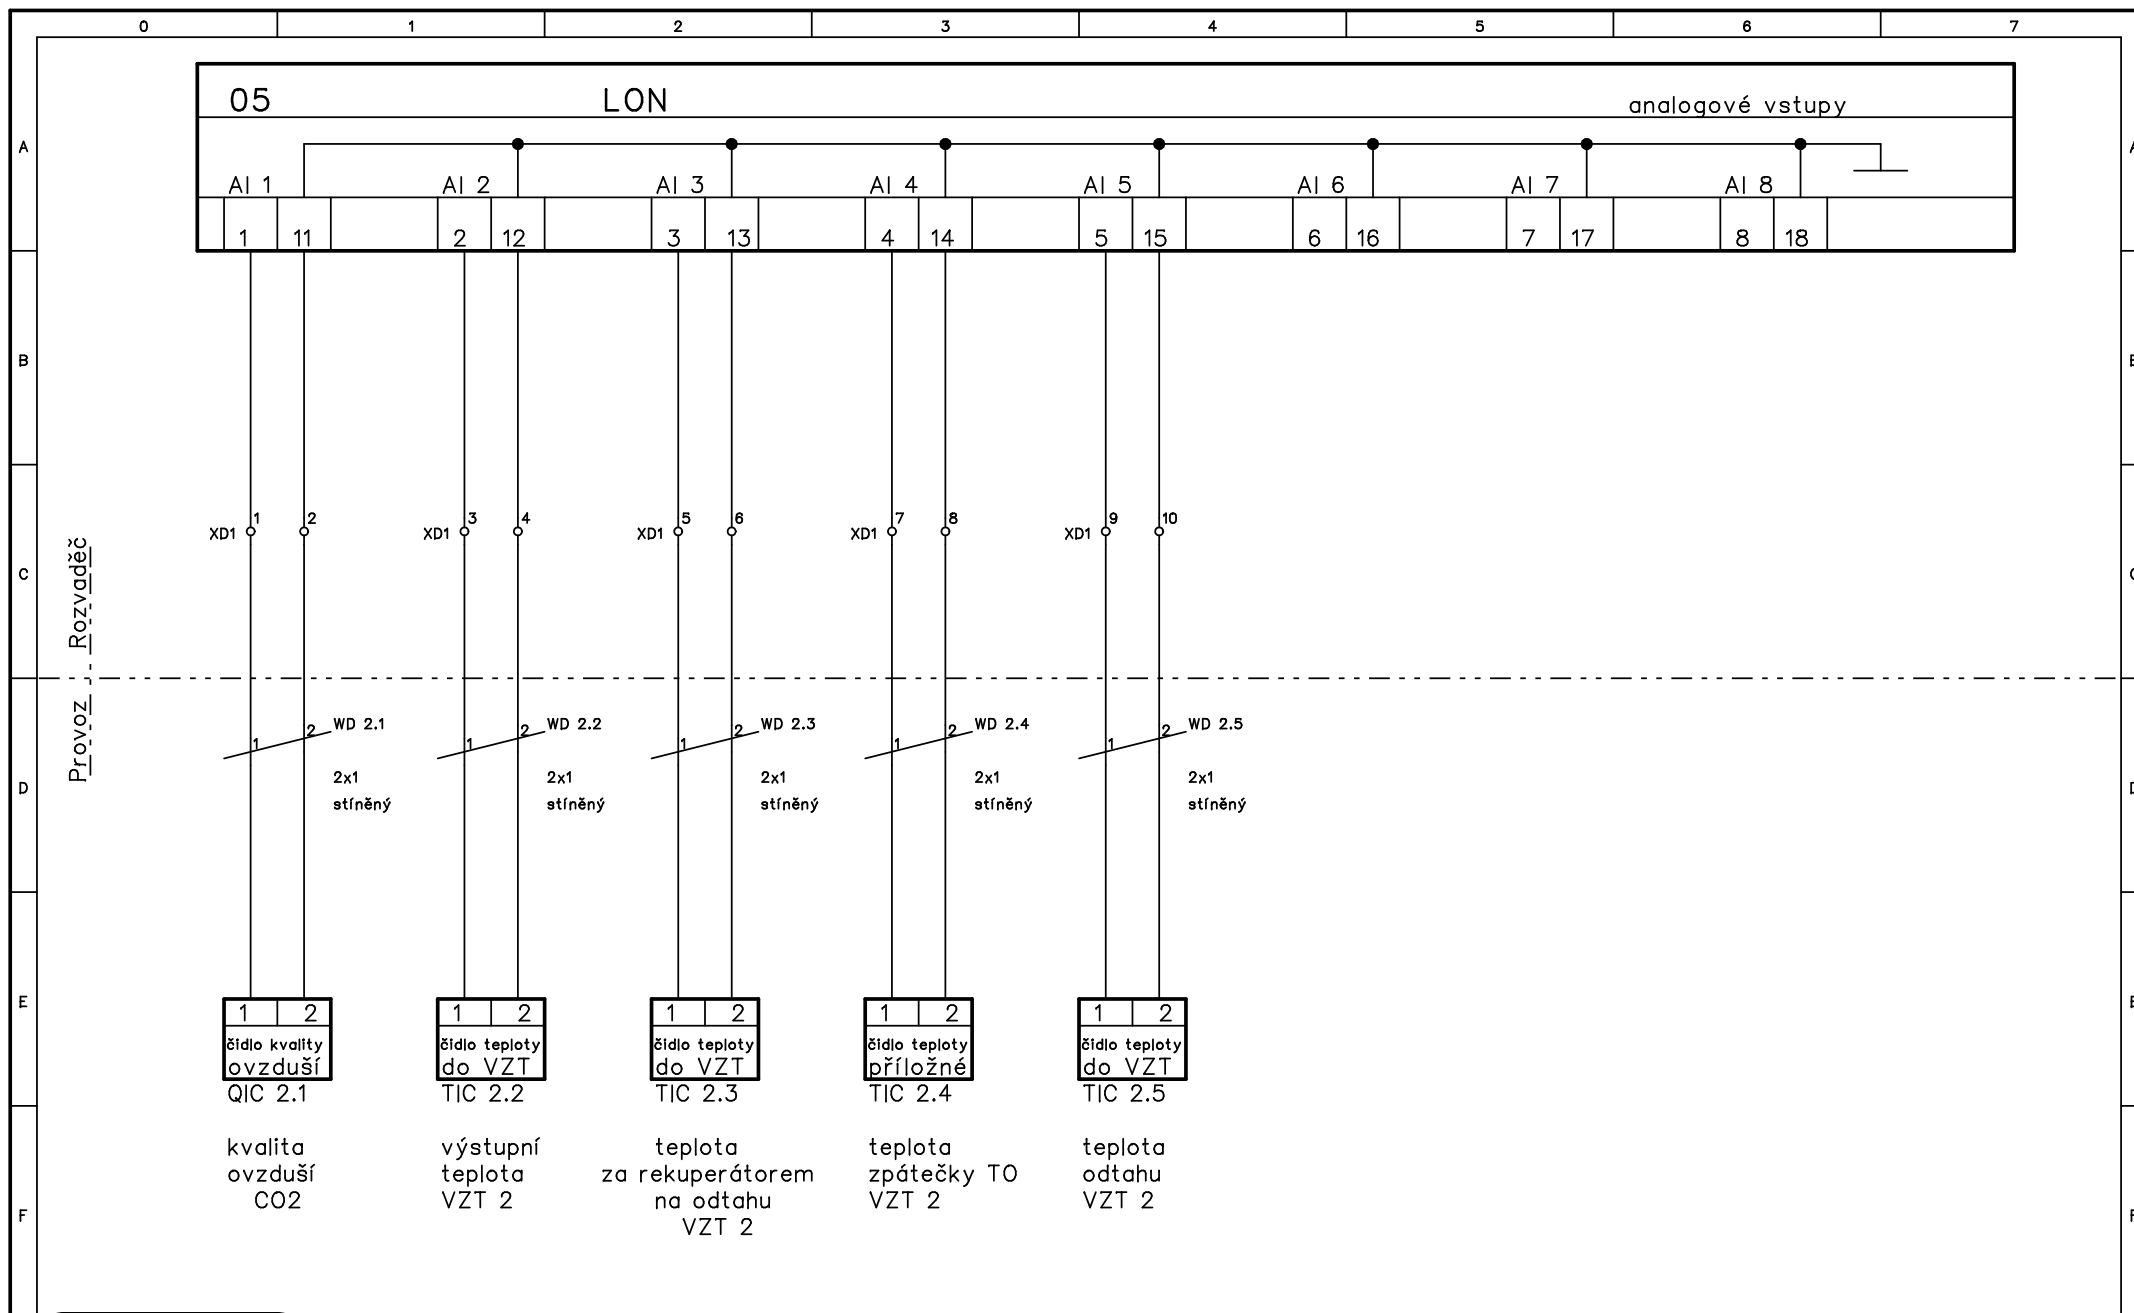 0 1 2 3 4 5 6 7
05 LON analogové vstupy
A
AI 1 AI 2 AI 3 AI 4 AI 5 AI 6 AI 7 AI 8
1 11 2 12 3 13 4 14 5 15 6 16 7 17 8 18
B
1 2 3 4 5 6 7 8 9 10
XD1 XD1 XD1 XD1 XD1
C
Rozvaděč
Provoz
1 2 WD 2.1 1 2 WD 2.2 1 2 WD 2.3 1 2 WD 2.4 1 2 WD 2.5
D
2x1 2x1 2x1 2x1 2x1
stíněný stíněný stíněný stíněný stíněný
E
1 2 1 2 1 2 1 2 1 2
čidlo kvality čidlo teploty čidlo teploty čidlo teploty čidlo teploty
ovzduší do VZT do VZT příložné do VZT
QIC 2.1 TIC 2.2 TIC 2.3 TIC 2.4 TIC 2.5
kvalita výstupní teplota teplota teplota
ovzduší teplota za rekuperátorem zpátečky TO odtahu
CO2 VZT 2 na odtahu VZT 2 VZT 2
F
VZT 2